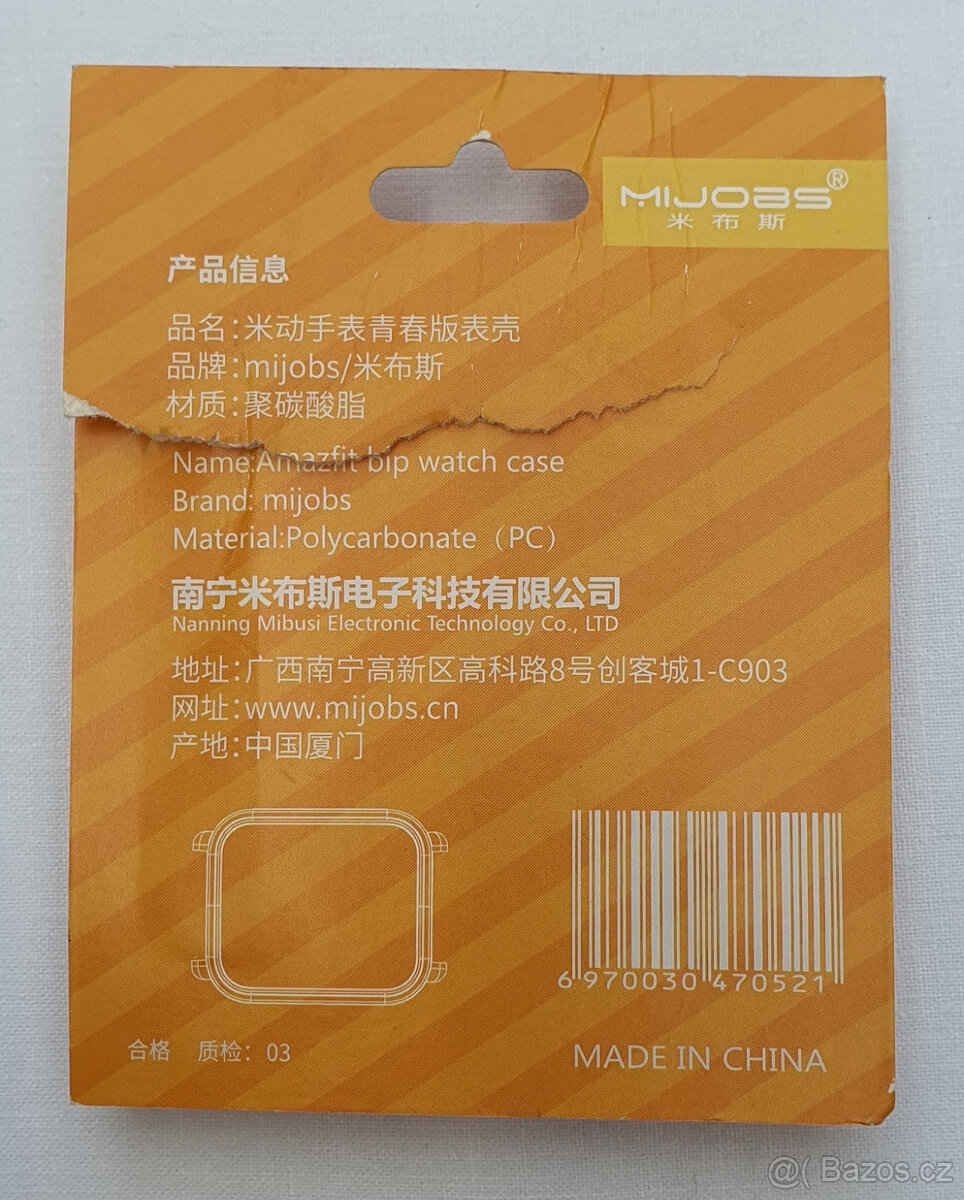 MIJOBS®
米布斯
产品信息
品名:米动手表青春版表壳
品牌:mijobs/米布斯
材质:聚碳酸脂
Name:Amazfit bip watch case
Brand: mijobs
Material:Polycarbonate（PC）
南宁米布斯电子科技有限公司
Nanning Mibusi Electronic Technology Co., LTD
地址:广西南宁高新区高科路8号创客城1-C903
网址:www.mijobs.cn
产地:中国厦门
6 970030 470521
合格 质检: 03
MADE IN CHINA
@( Bazos.cz